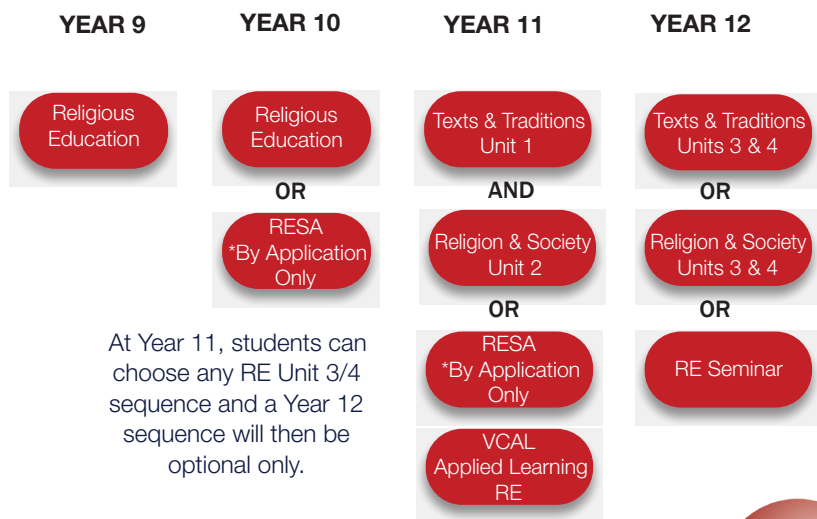 YEAR 9
YEAR 10
YEAR 11
YEAR 12
Religious
Education
Religious
Education
OR
RESA
*By Application
Only
Texts & Traditions
Unit 1
AND
Religion & Society
Unit 2
OR
RESA
*By Application
Only
VCAL
Applied Learning
RE
Texts & Traditions
Units 3 & 4
OR
Religion & Society
Units 3 & 4
OR
RE Seminar
At Year 11, students can
choose any RE Unit 3/4
sequence and a Year 12
sequence will then be
optional only.